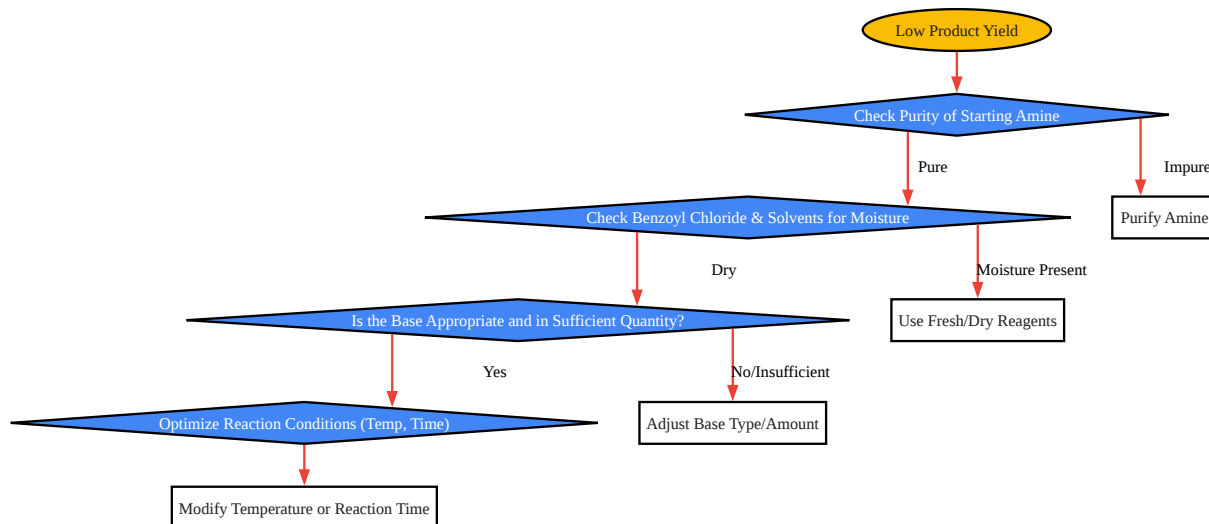 Low Product Yield
Check Purity of Starting Amine
Pure
Impure
Check Benzoyl Chloride & Solvents for Moisture
Purify Amine
Dry
Moisture Present
Is the Base Appropriate and in Sufficient Quantity?
Use Fresh/Dry Reagents
Yes
No/Insufficient
Optimize Reaction Conditions (Temp, Time)
Adjust Base Type/Amount
Modify Temperature or Reaction Time